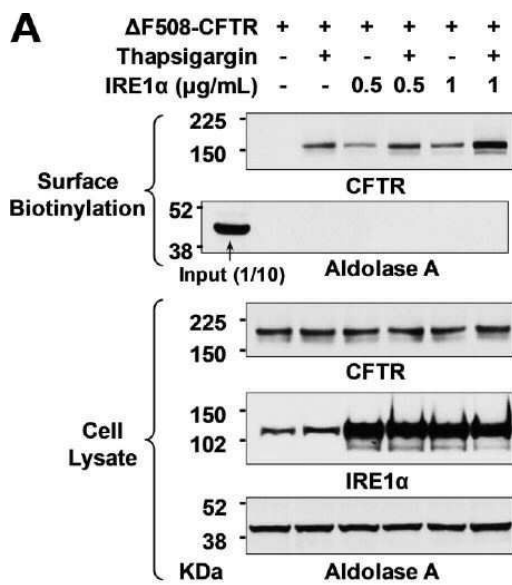 A
ΔF508-CFTR + + + + + +
Thapsigargin - + - + - +
IRE1α (μg/mL) - - 0.5 0.5 1 1
Surface Biotinylation
225
150
CFTR
52
38
Input (1/10)
Aldolase A
Cell Lysate
225
150
CFTR
150
102
IRE1α
52
38
KDa
Aldolase A